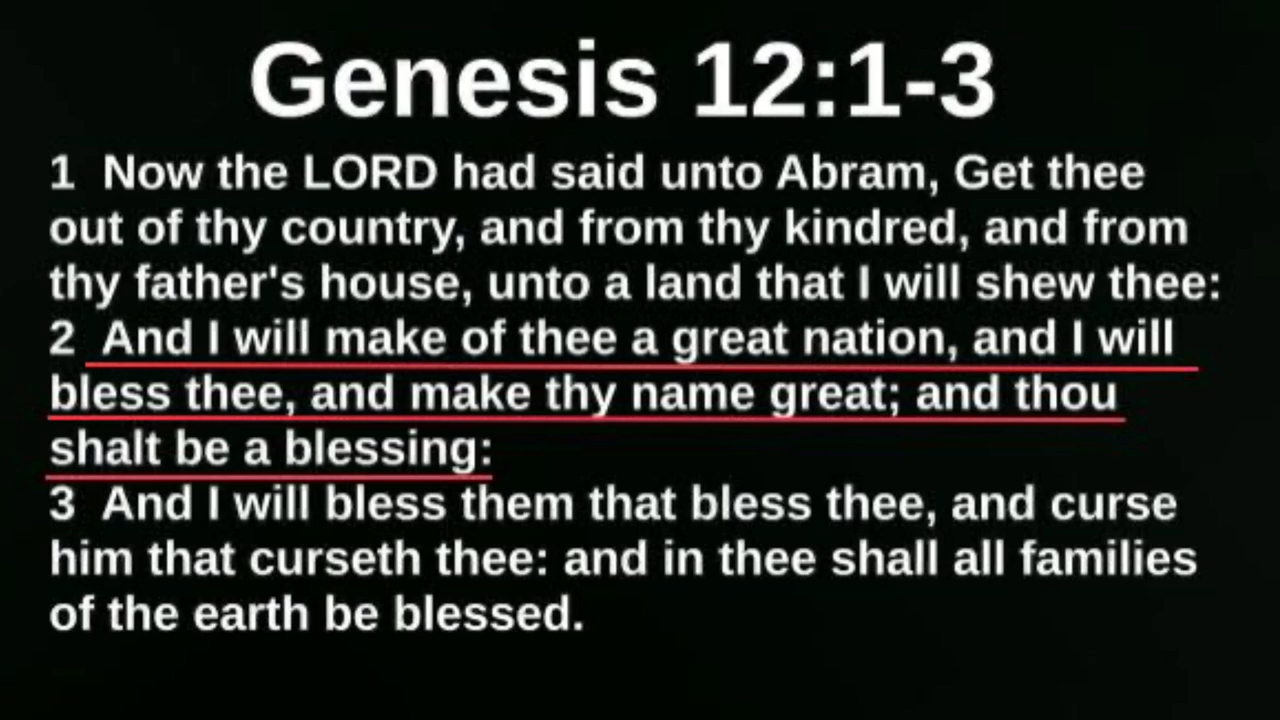 Genesis 12:1-3
1 Now the LORD had said unto Abram, Get thee
out of thy country, and from thy kindred, and from
thy father's house, unto a land that I will shew thee:
2 And I will make of thee a great nation, and I will
bless thee, and make thy name great; and thou
shalt be a blessing:
3 And I will bless them that bless thee, and curse
him that curseth thee: and in thee shall all families
of the earth be blessed.